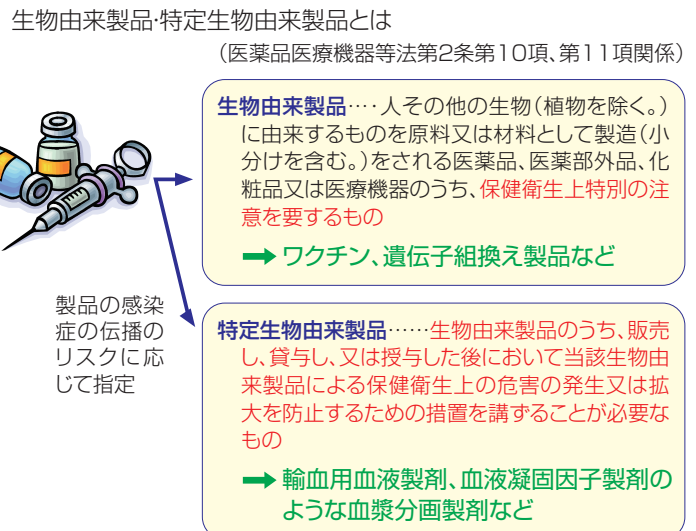 生物由来製品・特定生物由来製品とは
（医薬品医療機器等法第2条第10項、第11項関係）
生物由来製品‥‥人その他の生物（植物を除く。）
に由来するものを原料又は材料として製造（小
分けを含む。）をされる医薬品、医薬部外品、化
粧品又は医療機器のうち、保健衛生上特別の注
意を要するもの
➡ ワクチン、遺伝子組換え製品など
製品の感染
症の伝播の
リスクに応
じて指定
特定生物由来製品……生物由来製品のうち、販売
し、貸与し、又は授与した後において当該生物由
来製品による保健衛生上の危害の発生又は拡
大を防止するための措置を講ずることが必要な
もの
➡ 輸血用血液製剤、血液凝固因子製剤の
ような血漿分画製剤など